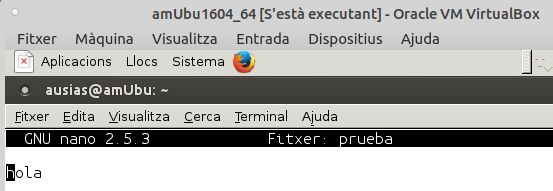 amUbu1604_64 [S'està executant] - Oracle VM VirtualBox
Fitxer Màquina Visualitza Entrada Dispositius Ajuda
Aplicacions Llocs Sistema
ausias@amUbu: ~
Fitxer Edita Visualitza Cerca Terminal Ajuda
GNU nano 2.5.3 Fitxer: prueba
hola